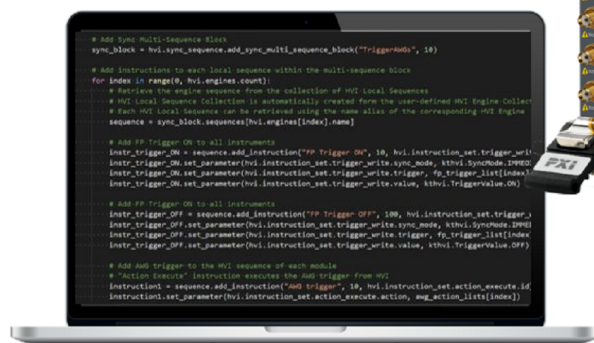 # Add Sync Multi-Sequence Block
sync_block = hvi.sync_sequence.add_sync_multi_sequence_block("TriggerAWGs", 10)
# Add instructions to each local sequence within the multi-sequence block
for index in range(0, hvi.engines.count):
# Retrieve the engine sequence from the collection of HVI Local Sequences
# HVI Local Sequence Collection is automatically created form the user-defined HVI Engine Collect
# Each HVI Local Sequence can be retrieved using the name alias of the corresponding HVI Engine
sequence = sync_block.sequences[hvi.engines[index].name]
# Add FP Trigger ON to all instruments
instr_trigger_ON = sequence.add_instruction("FP Trigger ON", 10, hvi.instruction_set.trigger_writ
instr_trigger_ON.set_parameter(hvi.instruction_set.trigger_write.sync_mode, kthvi.SyncMode.IMMEDI
instr_trigger_ON.set_parameter(hvi.instruction_set.trigger_write.trigger, fp_trigger_list[index]
instr_trigger_ON.set_parameter(hvi.instruction_set.trigger_write.value, kthvi.TriggerValue.ON)
# Add FP Trigger ON to all instruments
instr_trigger_OFF = sequence.add_instruction("FP Trigger OFF", 100, hvi.instruction_set.trigger_
instr_trigger_OFF.set_parameter(hvi.instruction_set.trigger_write.sync_mode, kthvi.SyncMode.IMME
instr_trigger_OFF.set_parameter(hvi.instruction_set.trigger_write.trigger, fp_trigger_list[index
instr_trigger_OFF.set_parameter(hvi.instruction_set.trigger_write.value, kthvi.TriggerValue.OFF)
# Add AWG trigger to the HVI sequence of each module
# "Action Execute" instruction executes the AWG trigger from HVI
instruction1 = sequence.add_instruction("AWG trigger", 10, hvi.instruction_set.action_execute.id
instruction1.set_parameter(hvi.instruction_set.action_execute.action, awg_action_lists[index])
PXI